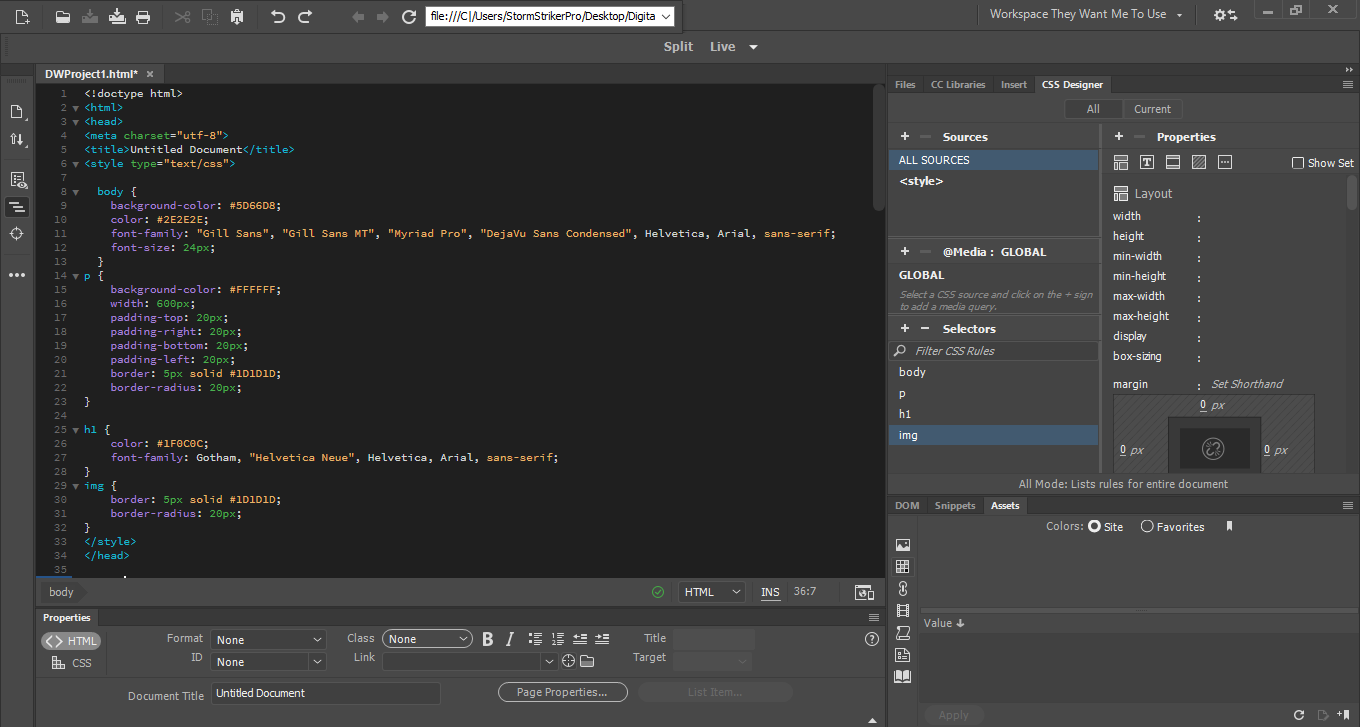 file:///C|/Users/StormStrikerPro/Desktop/Digita
Workspace They Want Me To Use
Split Live
DWProject1.html*
1 <!doctype html>
2 <html>
3 <head>
4 <meta charset="utf-8">
5 <title>Untitled Document</title>
6 <style type="text/css">
7
8 body {
9 background-color: #5D66D8;
10 color: #2E2E2E;
11 font-family: "Gill Sans", "Gill Sans MT", "Myriad Pro", "DejaVu Sans Condensed", Helvetica, Arial, sans-serif;
12 font-size: 24px;
13 }
14 p {
15 background-color: #FFFFFF;
16 width: 600px;
17 padding-top: 20px;
18 padding-right: 20px;
19 padding-bottom: 20px;
20 padding-left: 20px;
21 border: 5px solid #1D1D1D;
22 border-radius: 20px;
23 }
24
25 h1 {
26 color: #1F0C0C;
27 font-family: Gotham, "Helvetica Neue", Helvetica, Arial, sans-serif;
28 }
29 img {
30 border: 5px solid #1D1D1D;
31 border-radius: 20px;
32 }
33 </style>
34 </head>
35
body
HTML INS 36:7
Properties
HTML
CSS
Format None Class None Title
ID None Link Target
Document Title Untitled Document Page Properties... List Item...
Files CC Libraries Insert CSS Designer
All Current
+ − Sources
ALL SOURCES
<style>
+ − @Media : GLOBAL
GLOBAL
Select a CSS source and click on the + sign
to add a media query.
+ − Selectors
Filter CSS Rules
body
p
h1
img
+ − Properties
T Show Set
Layout
width :
height :
min-width :
min-height :
max-width :
max-height :
display :
box-sizing :
margin : Set Shorthand
0 px
0 px 0 px
All Mode: Lists rules for entire document
DOM Snippets Assets
Colors: Site Favorites
Value
Apply